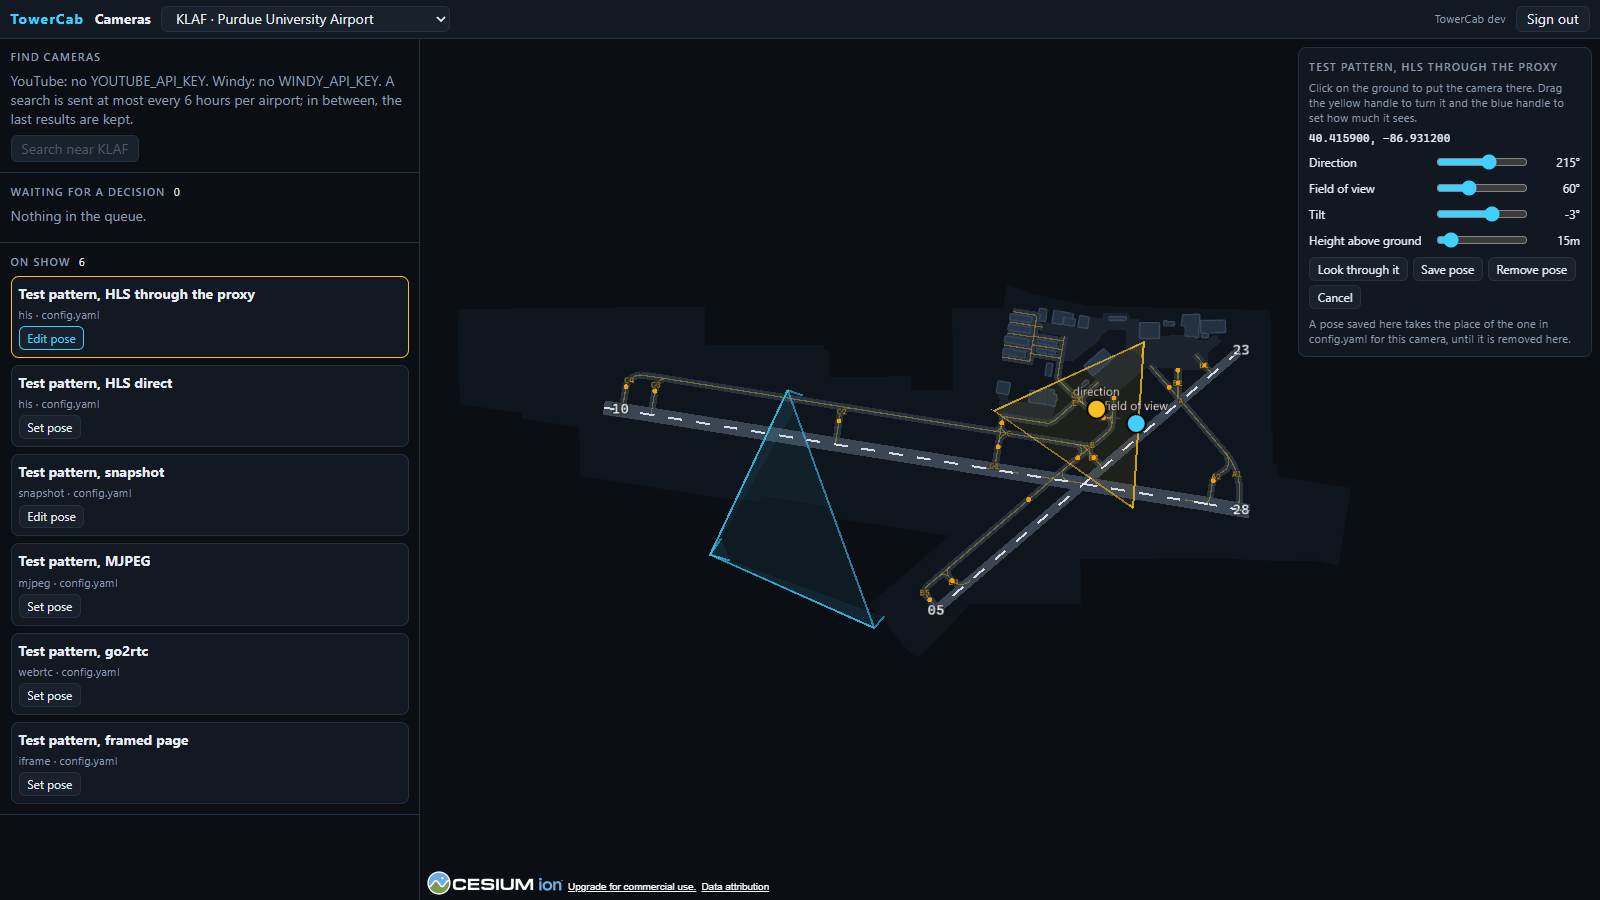 TowerCab Cameras KLAF · Purdue University Airport TowerCab dev Sign out
FIND CAMERAS
YouTube: no YOUTUBE_API_KEY. Windy: no WINDY_API_KEY. A
search is sent at most every 6 hours per airport; in between, the
last results are kept.
Search near KLAF
WAITING FOR A DECISION 0
Nothing in the queue.
ON SHOW 6
Test pattern, HLS through the proxy
hls · config.yaml
Edit pose
Test pattern, HLS direct
hls · config.yaml
Set pose
Test pattern, snapshot
snapshot · config.yaml
Edit pose
Test pattern, MJPEG
mjpeg · config.yaml
Set pose
Test pattern, go2rtc
webrtc · config.yaml
Set pose
Test pattern, framed page
iframe · config.yaml
Set pose
TEST PATTERN, HLS THROUGH THE PROXY
Click on the ground to put the camera there. Drag
the yellow handle to turn it and the blue handle to
set how much it sees.
40.415900, −86.931200
Direction 215°
Field of view 60°
Tilt -3°
Height above ground 15m
Look through it Save pose Remove pose
Cancel
A pose saved here takes the place of the one in
config.yaml for this camera, until it is removed here.
23
direction
field of view
10
28
05
CESIUM ion Upgrade for commercial use. Data attribution